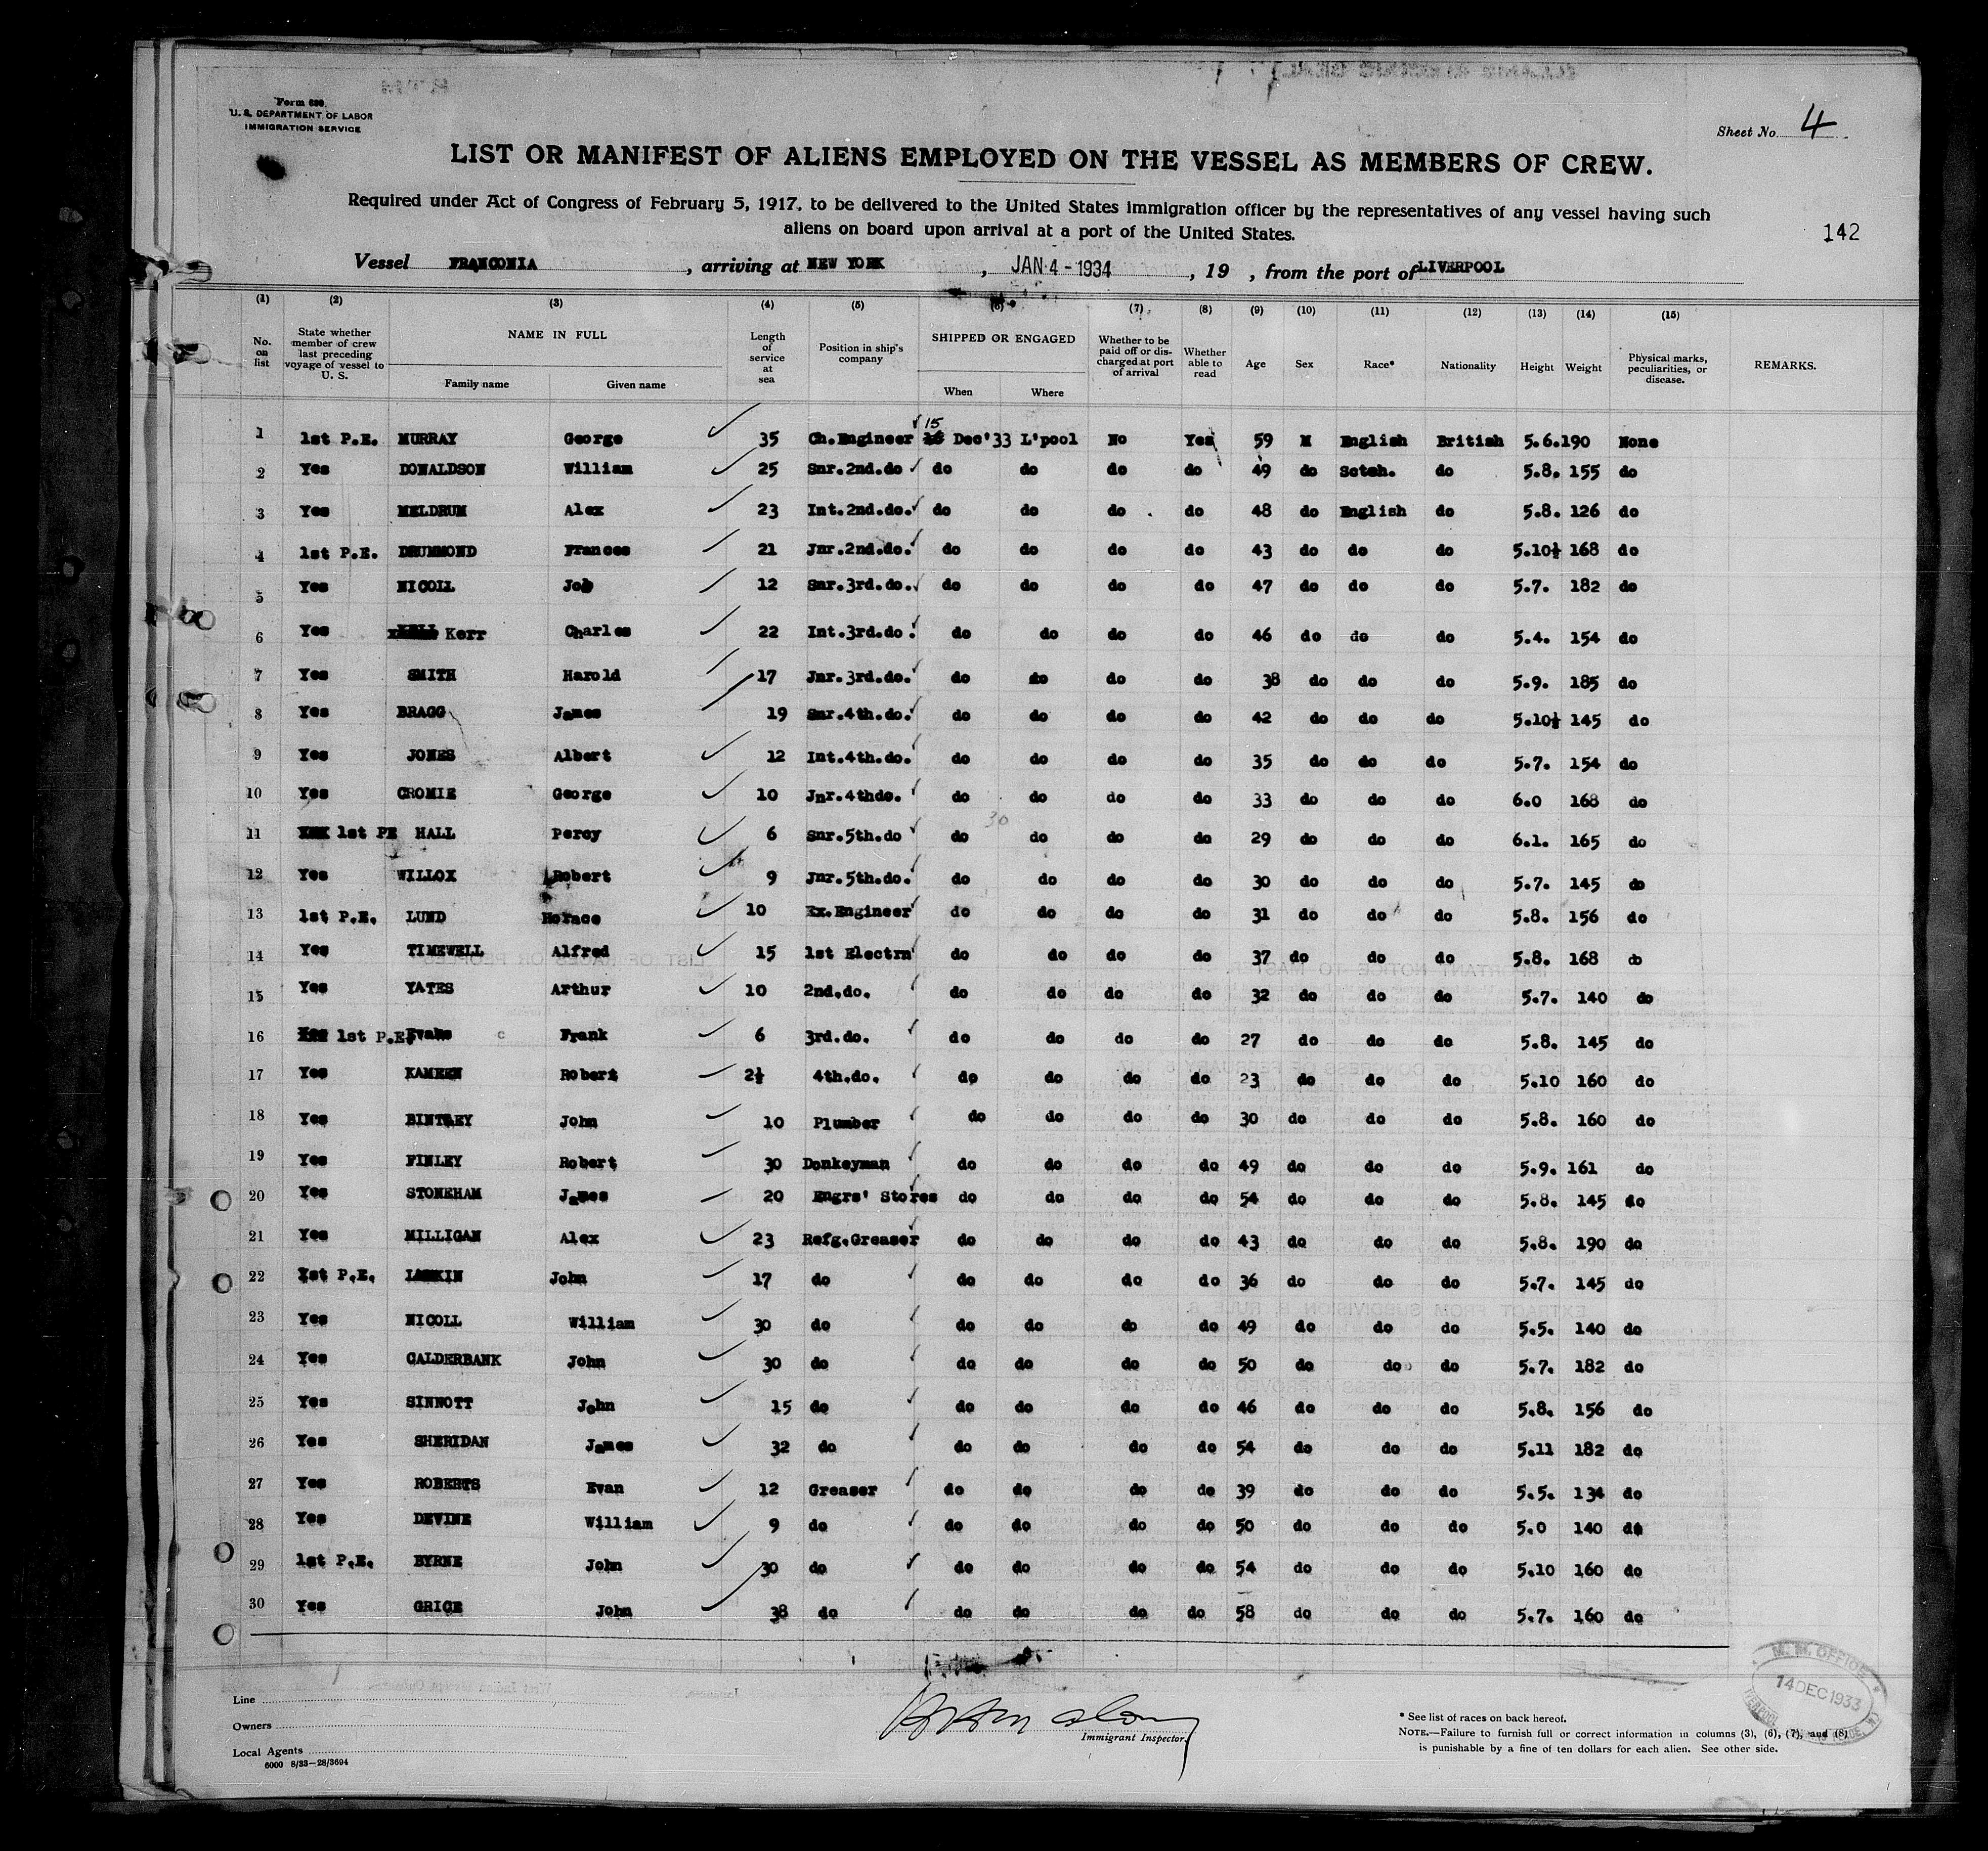 Form 689.
U. S. DEPARTMENT OF LABOR
IMMIGRATION SERVICE
Sheet No. 4
LIST OR MANIFEST OF ALIENS EMPLOYED ON THE VESSEL AS MEMBERS OF CREW.
Required under Act of Congress of February 5, 1917, to be delivered to the United States immigration officer by the representatives of any vessel having such
aliens on board upon arrival at a port of the United States.
142
Vessel FRANCONIA , arriving at NEW YORK , JAN 4 - 1934 , 19 , from the port of LIVERPOOL
(1) (2) (3) (4) (5) (6) (7) (8) (9) (10) (11) (12) (13) (14) (15)
No. on list State whether member of crew last preceding voyage of vessel to U. S. NAME IN FULL Family name Given name Length of service at sea Position in ship's company SHIPPED OR ENGAGED When Where Whether to be paid off or discharged at port of arrival Whether able to read Age Sex Race* Nationality Height Weight Physical marks, peculiarities, or disease. REMARKS.
1 1st P.E. MURRAY George 35 Ch.Engineer 15 Dec'33 L'pool No Yes 59 M English British 5.6. 190 None
2 Yes DONALDSON William 25 Snr.2nd.do do do do do 49 do Scteh. do 5.8. 155 do
3 Yes MELDRUM Alex 23 Int.2nd.do. do do do do 48 do English do 5.8. 126 do
4 1st P.E. DRUMMOND Frances 21 Jnr.2nd.do. do do do do 43 do do do 5.10½ 168 do
5 Yes NICOLL Job 12 Snr.3rd.do. do do do do 47 do do do 5.7. 182 do
6 Yes Kerr Charles 22 Int.3rd.do. do do do do 46 do do do 5.4. 154 do
7 Yes SMITH Harold 17 Jnr.3rd.do. do do do do 38 do do do 5.9. 185 do
8 Yes BRAGG James 19 Snr.4th.do. do do do do 42 do do do 5.10½ 145 do
9 Yes JONES Albert 12 Int.4th.do. do do do do 35 do do do 5.7. 154 do
10 Yes CROMIE George 10 Jnr.4thdo. do do do do 33 do do do 6.0 168 do
30
11 1st PE HALL Percy 6 Snr.5th.do do do do do 29 do do do 6.1. 165 do
12 Yes WILLOX Robert 9 Jnr.5th.do. do do do do 30 do do do 5.7. 145 do
13 1st P.E. LUND Horace 10 Ex.Engineer do do do do 31 do do do 5.8. 156 do
14 Yes TIMEWELL Alfred 15 1st Electrn do do do do 37 do do do 5.8. 168 do
15 Yes YATES Arthur 10 2nd.do. do do do do 32 do do do 5.7. 140 do
16 1st P.E. Evans Frank 6 3rd.do. do do do do 27 do do do 5.8. 145 do
17 Yes KAMEEN Robert 2½ 4th.do. do do do do 23 do do do 5.10 160 do
18 Yes BINTLEY John 10 Plumber do do do do 30 do do do 5.8. 160 do
19 Yes FINLEY Robert 30 Donkeyman do do do do 49 do do do 5.9. 161 do
20 Yes STONEHAM James 20 Engrs' Stores do do do do 54 do do do 5.8. 145 do
21 Yes MILLIGAN Alex 23 Refg.Greaser do do do do 43 do do do 5.8. 190 do
22 1st P.E. LARKIN John 17 do do do do do 36 do do do 5.7. 145 do
23 Yes NICOLL William 30 do do do do do 49 do do do 5.5. 140 do
24 Yes CALDERBANK John 30 do do do do do 50 do do do 5.7. 182 do
25 Yes SINNOTT John 15 do do do do do 46 do do do 5.8. 156 do
26 Yes SHERIDAN James 32 do do do do do 54 do do do 5.11 182 do
27 Yes ROBERTS Evan 12 Greaser do do do do 39 do do do 5.5. 134 do
28 Yes DEVINE William 9 do do do do do 50 do do do 5.0 140 do
29 1st P.E. BYRNE John 30 do do do do do 54 do do do 5.10 160 do
30 Yes GRICE John 38 do do do do do 58 do do do 5.7. 160 do
Line
Owners
Local Agents
6000 8/33—28/3694
Immigrant Inspector.
* See list of races on back hereof.
NOTE.—Failure to furnish full or correct information in columns (3), (6), (7), and (8)
is punishable by a fine of ten dollars for each alien. See other side.
M. M. OFFICE
14 DEC 1933